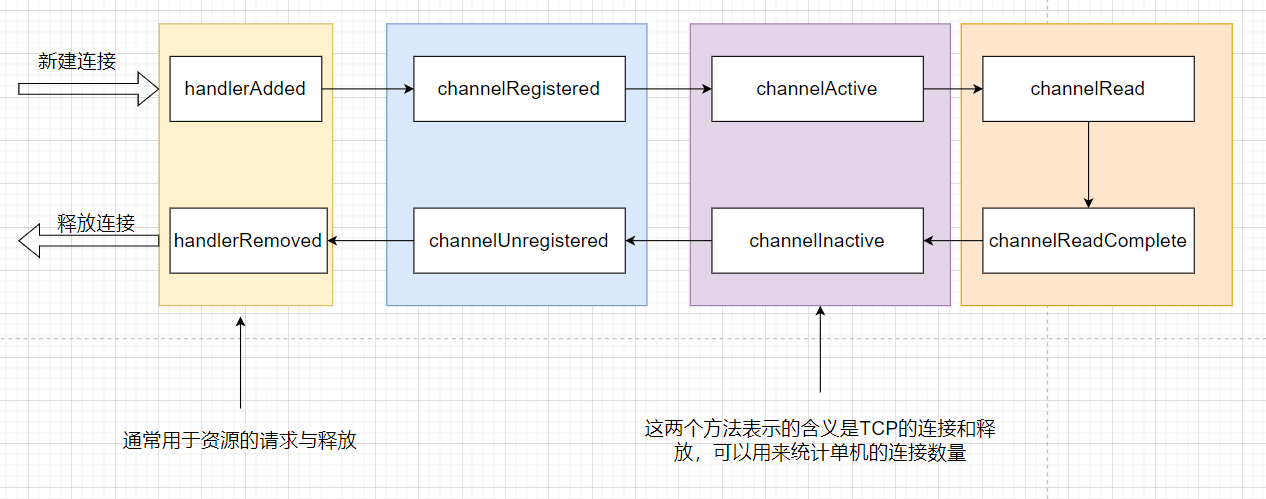 新建连接
handlerAdded
channelRegistered
channelActive
channelRead
释放连接
handlerRemoved
channelUnregistered
channelInactive
channelReadComplete
通常用于资源的请求与释放
这两个方法表示的含义是TCP的连接和释
放，可以用来统计单机的连接数量